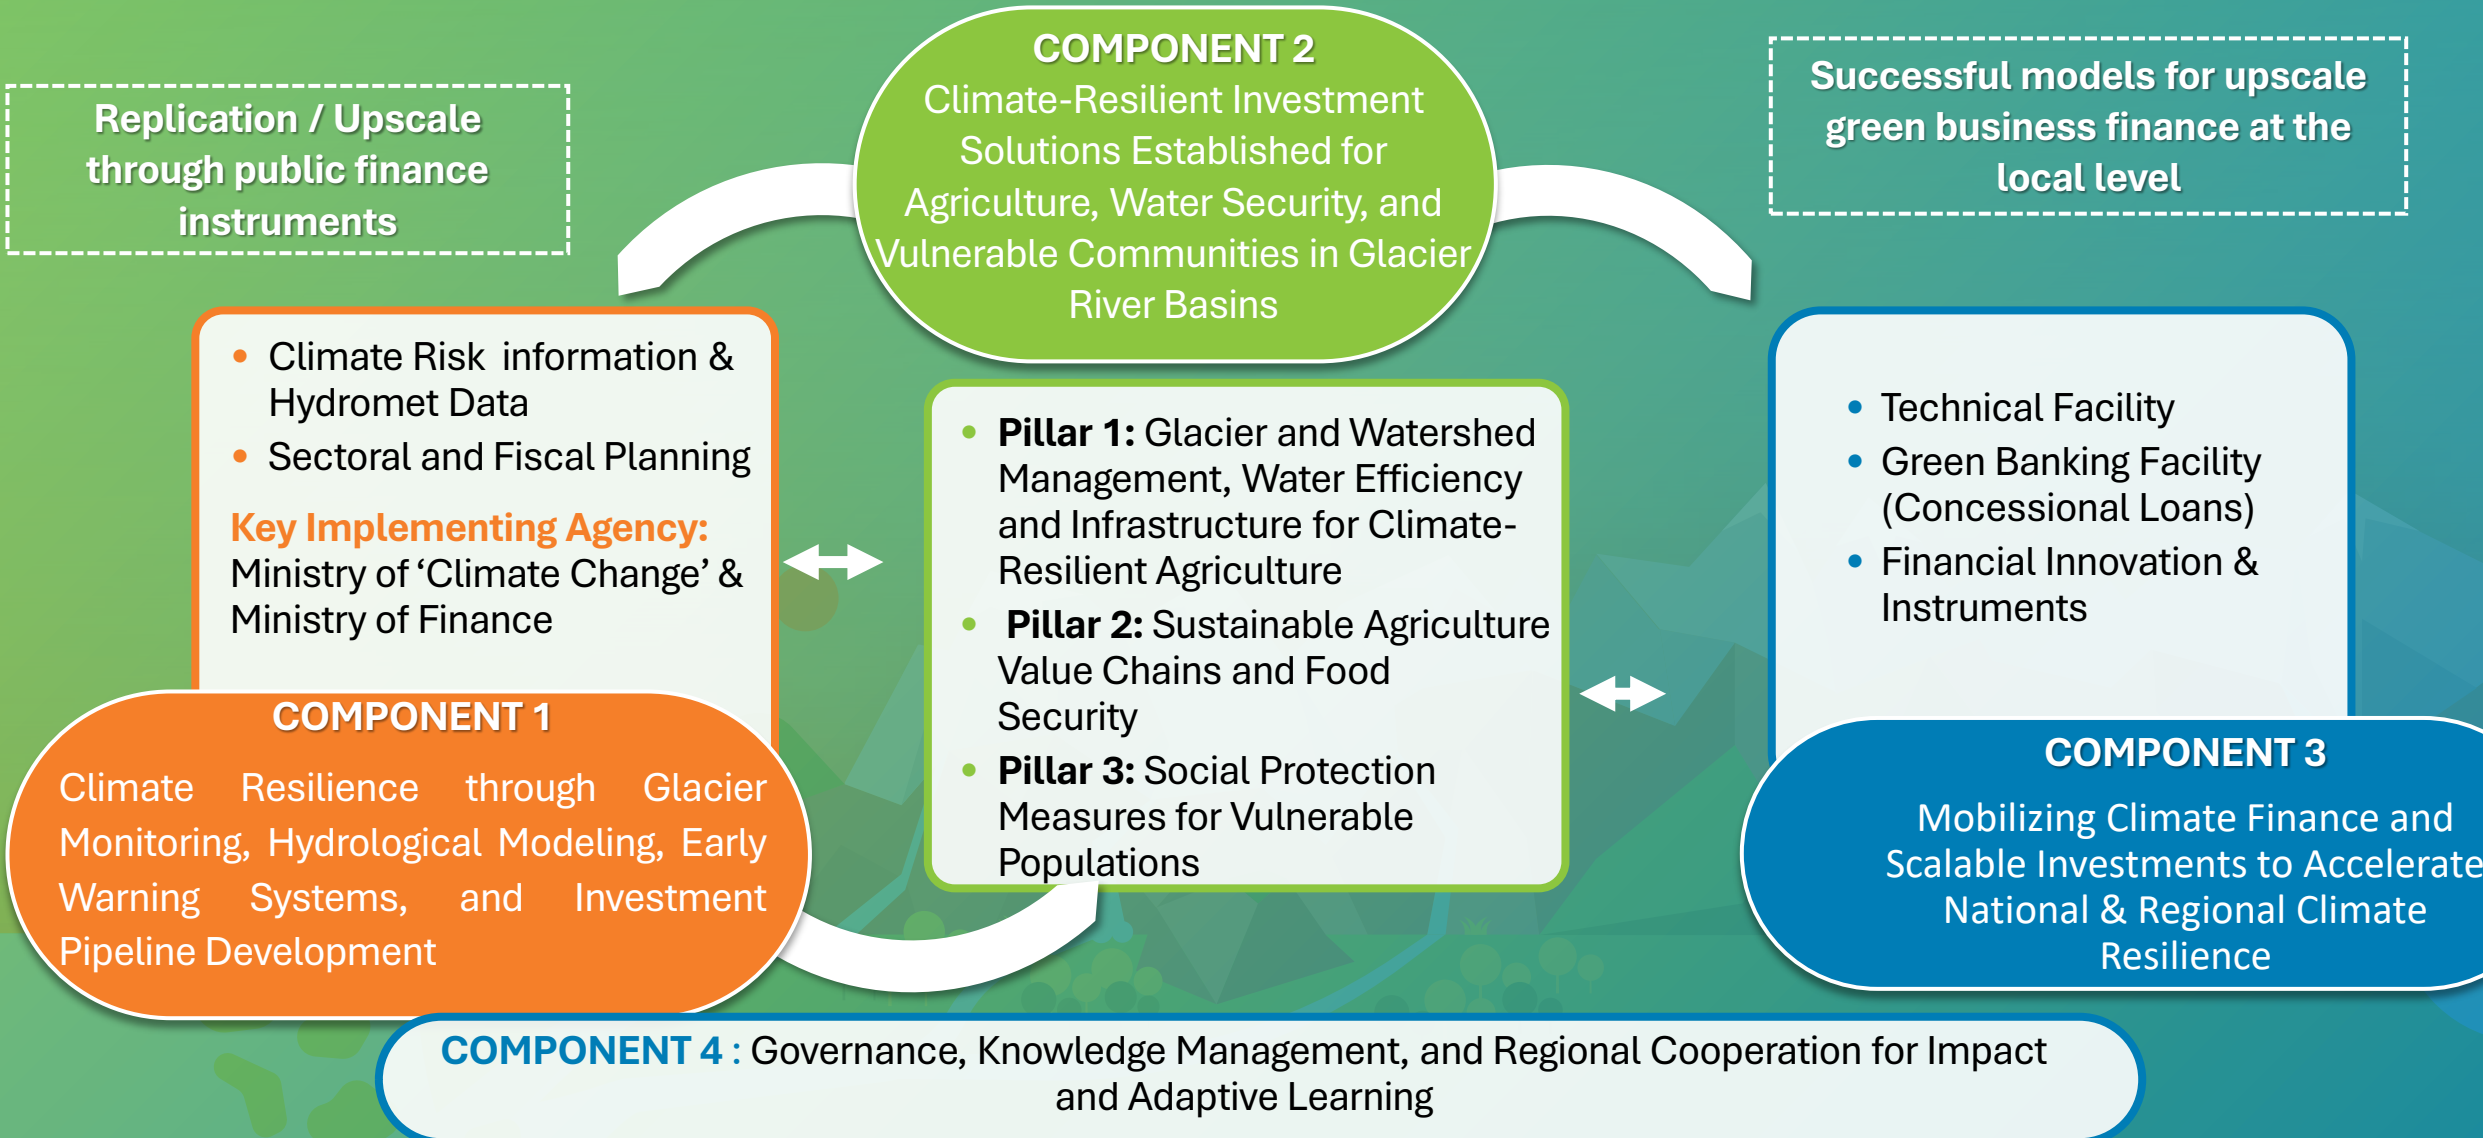 COMPONENT 2
Climate-Resilient Investment
Solutions Established for
Agriculture, Water Security, and
Vulnerable Communities in Glacier
River Basins
Replication / Upscale
through public finance
instruments
Successful models for upscale
green business finance at the
local level
• Climate Risk information &
Hydromet Data
• Sectoral and Fiscal Planning
Key Implementing Agency:
Ministry of ‘Climate Change’ &
Ministry of Finance
COMPONENT 1
Climate Resilience through Glacier
Monitoring, Hydrological Modeling, Early
Warning Systems, and Investment
Pipeline Development
• Pillar 1: Glacier and Watershed
Management, Water Efficiency
and Infrastructure for Climate-
Resilient Agriculture
• Pillar 2: Sustainable Agriculture
Value Chains and Food
Security
• Pillar 3: Social Protection
Measures for Vulnerable
Populations
• Technical Facility
• Green Banking Facility
(Concessional Loans)
• Financial Innovation &
Instruments
COMPONENT 3
Mobilizing Climate Finance and
Scalable Investments to Accelerate
National & Regional Climate
Resilience
COMPONENT 4 : Governance, Knowledge Management, and Regional Cooperation for Impact
and Adaptive Learning